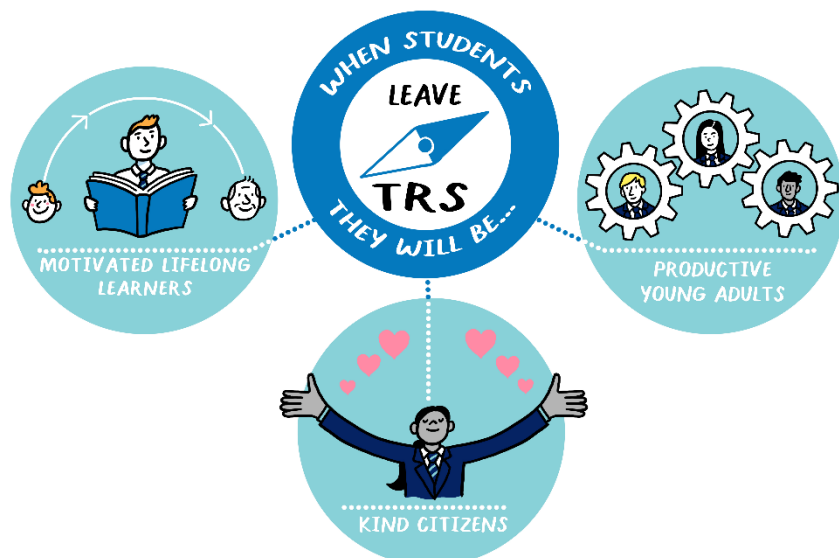 WHEN STUDENTS
LEAVE
TRS
THEY WILL BE...
MOTIVATED LIFELONG
LEARNERS
PRODUCTIVE
YOUNG ADULTS
KIND CITIZENS